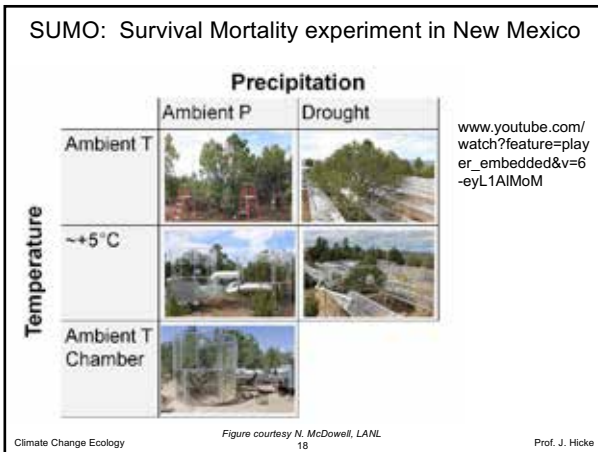 SUMO: Survival Mortality experiment in New Mexico
Precipitation
Ambient P
Drought
Temperature
Ambient T
~+5°C
Ambient T
Chamber
www.youtube.com/
watch?feature=play
er_embedded&v=6
-eyL1AlMoM
Climate Change Ecology
Figure courtesy N. McDowell, LANL
18
Prof. J. Hicke